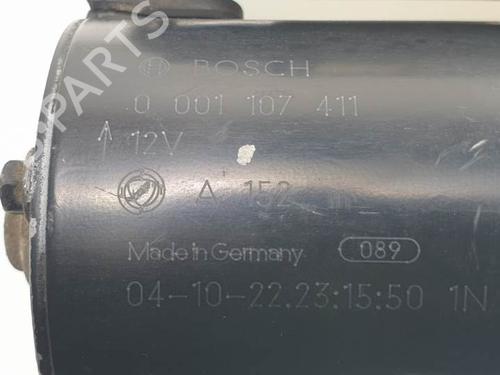 BOSCH
0 001 107 411
12V
A 152
Made in Germany 089
04-10-22.23:15:50 1N
PARTS